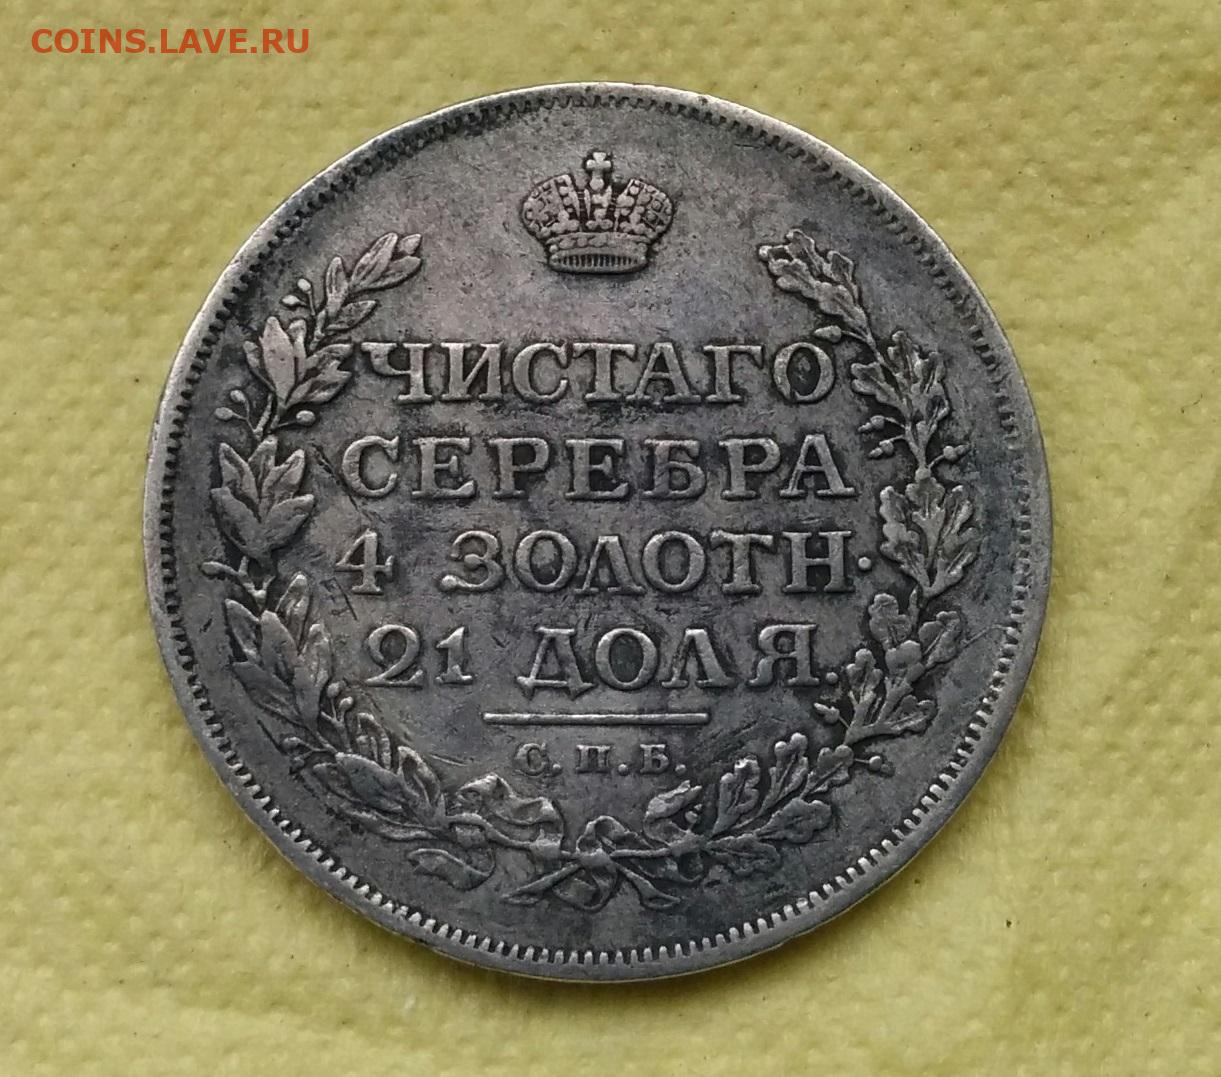 COINS.LAVE.RU
ЧИСТАГО
СЕРЕБРА
4 ЗОЛОТН.
21 ДОЛЯ.
С.П.Б.